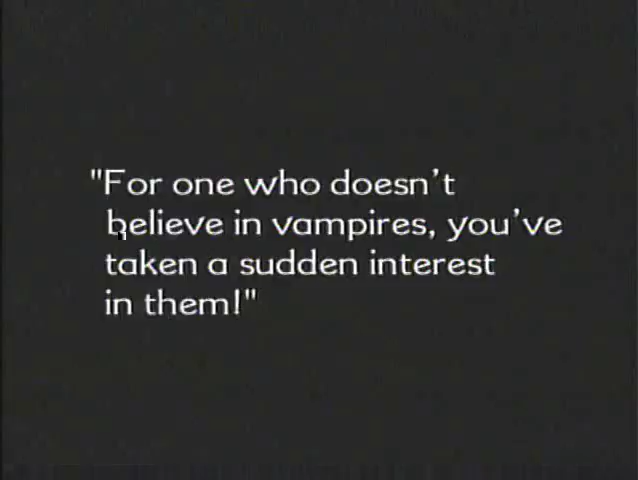 "For one who doesn't
believe in vampires, you've
taken a sudden interest
in them!"